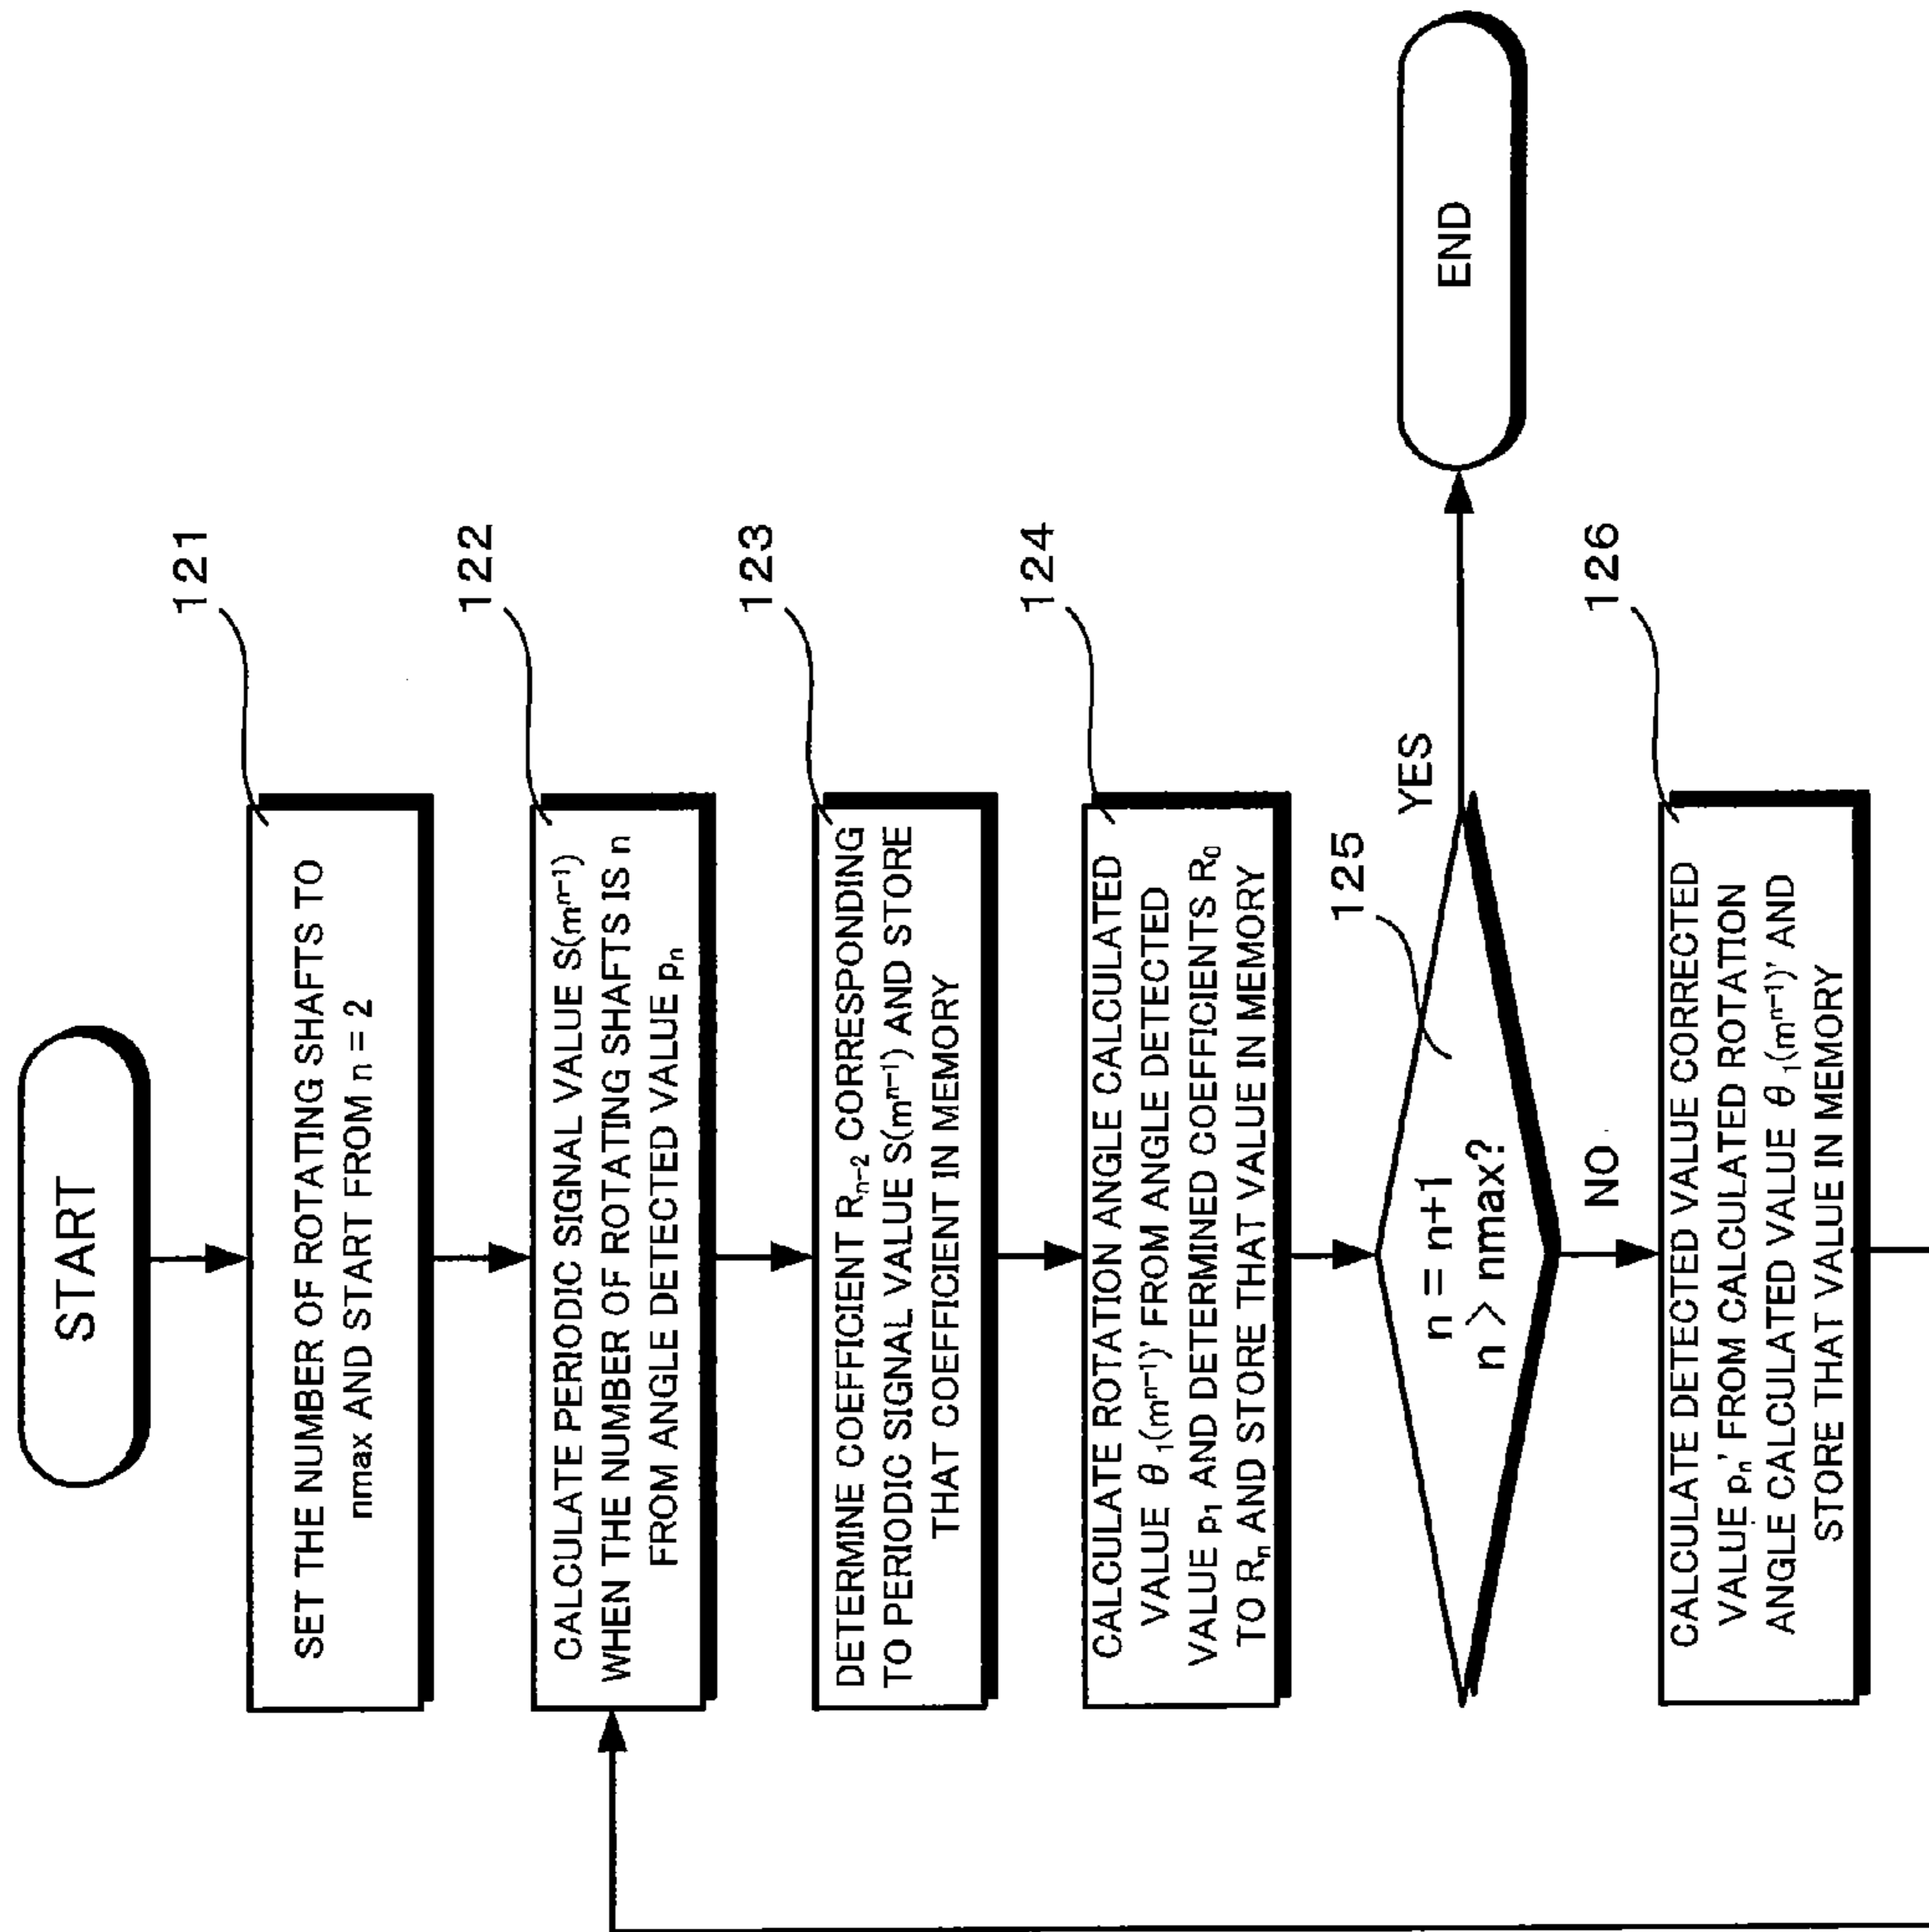 START
121
SET THE NUMBER OF ROTATING SHAFTS TO
nmax AND START FROM n = 2
122
CALCULATE PERIODIC SIGNAL VALUE S(mⁿ⁻¹)
WHEN THE NUMBER OF ROTATING SHAFTS IS n
FROM ANGLE DETECTED VALUE pₙ
123
DETERMINE COEFFICIENT Rₙ₋₂ CORRESPONDING
TO PERIODIC SIGNAL VALUE S(mⁿ⁻¹) AND STORE
THAT COEFFICIENT IN MEMORY
124
CALCULATE ROTATION ANGLE CALCULATED
VALUE θ₁(mⁿ⁻¹)' FROM ANGLE DETECTED
VALUE p₁ AND DETERMINED COEFFICIENTS R₀
TO Rₙ AND STORE THAT VALUE IN MEMORY
125
n = n+1
n > nmax?
YES
END
NO
126
CALCULATE DETECTED VALUE CORRECTED
VALUE pₙ' FROM CALCULATED ROTATION
ANGLE CALCULATED VALUE θ₁(mⁿ⁻¹)' AND
STORE THAT VALUE IN MEMORY